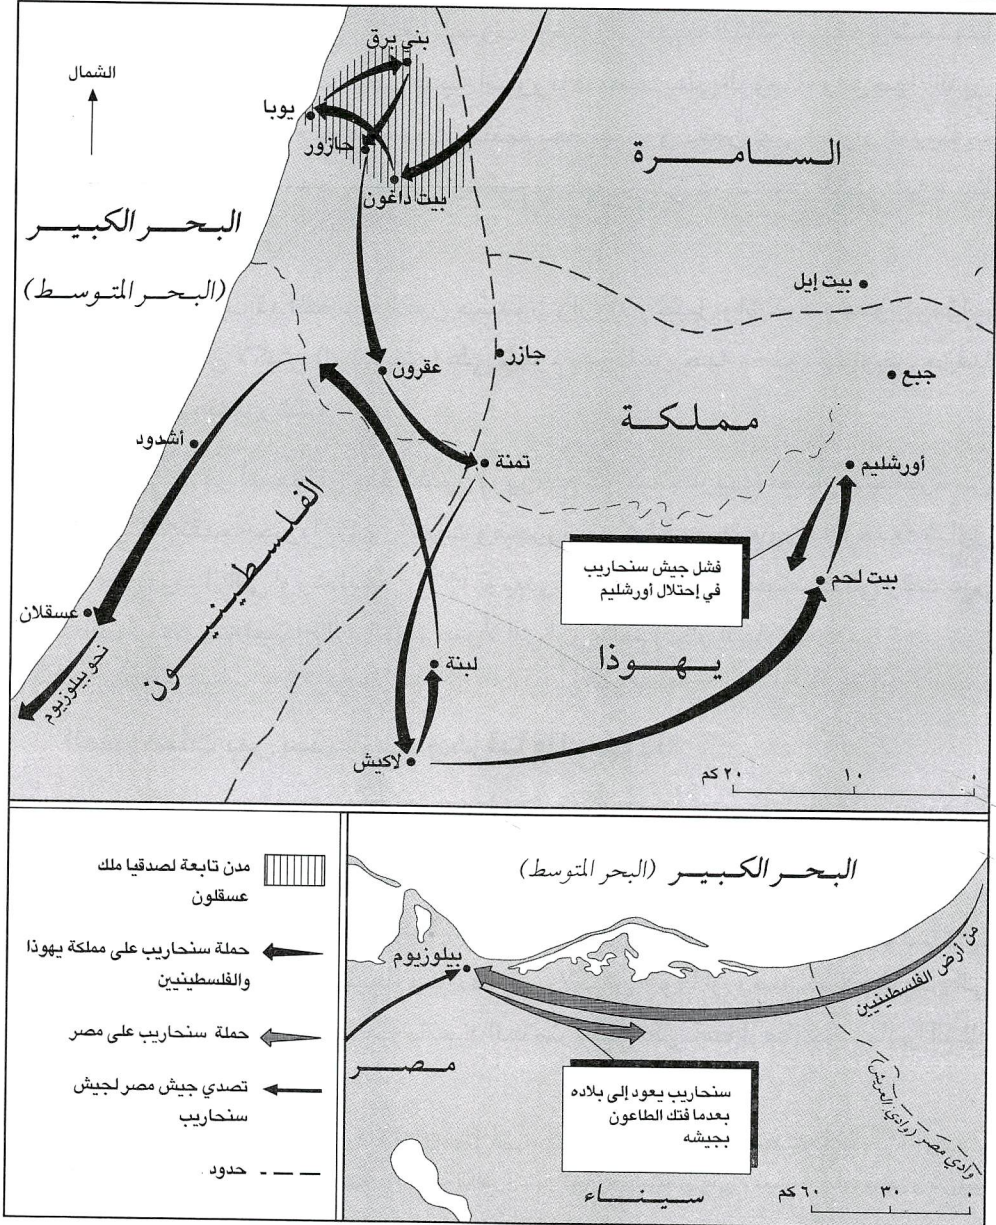 الشمال
بني برق
يوبا
حازور
بيت داغون
السامرة
البحر الكبير
(البحر المتوسط)
بيت إيل
جازر
عقرون
جبع
مملكة
أشدود
تمنة
أورشليم
الفلسطينيون
فشل جيش سنحاريب
في إحتلال أورشليم
بيت لحم
عسقلان
يهوذا
لبنة
نحو بيلوزيوم
لاكيش
٢٠ كم
١٠
٠
مدن تابعة لصدقيا ملك
عسقلون
حملة سنحاريب على مملكة يهوذا
والفلسطينيين
حملة سنحاريب على مصر
تصدي جيش مصر لجيش
سنحاريب
حدود
البحر الكبير (البحر المتوسط)
بيلوزيوم
من أرض الفلسطينيين
مصر
سنحاريب يعود إلى بلاده
بعدما فتك الطاعون
بجيشه
وادي مصر (وادي العريش)
سيناء
٦٠ كم
٣٠
٠